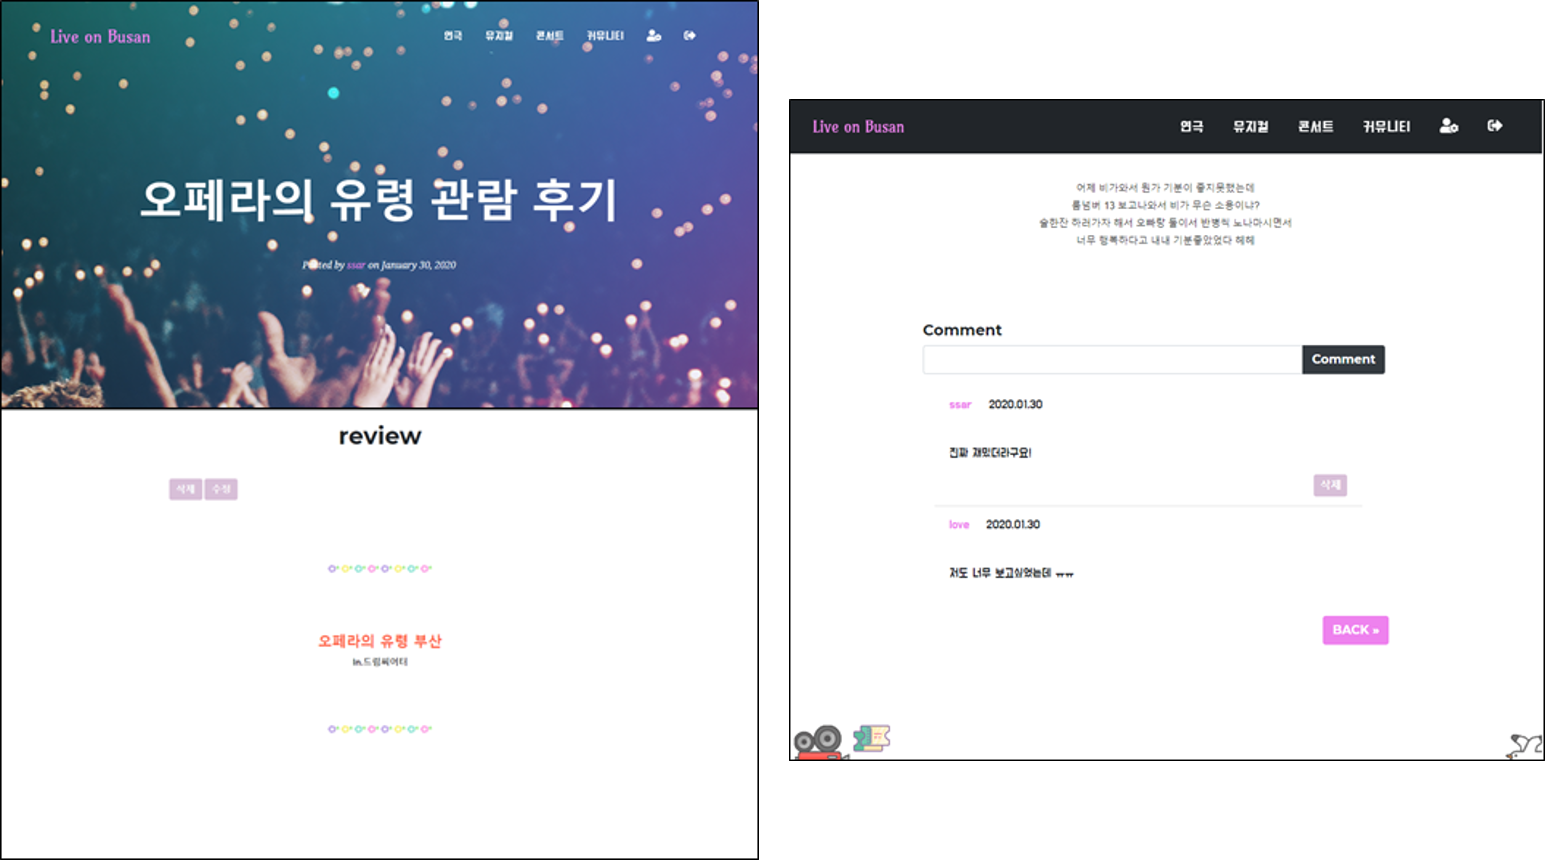 Live on Busan
연극 뮤지컬 콘서트 커뮤니티
오페라의 유령 관람 후기
Posted by ssar on January 30, 2020
review
삭제 수정
오페라의 유령 부산
in.드림씨어터
Live on Busan
연극 뮤지컬 콘서트 커뮤니티
어제 비가와서 뭔가 기분이 좋지못했는데
룸넘버 13 보고나와서 비가 무슨 소용이냐?
술한잔 하러가자 해서 오빠랑 둘이서 반병씩 노나마시면서
너무 행복하다고 내내 기분좋았었다 헤헤
Comment
Comment
ssar 2020.01.30
진짜 재밌더라구요!
삭제
love 2020.01.30
저도 너무 보고싶었는데 ㅠㅠ
BACK »